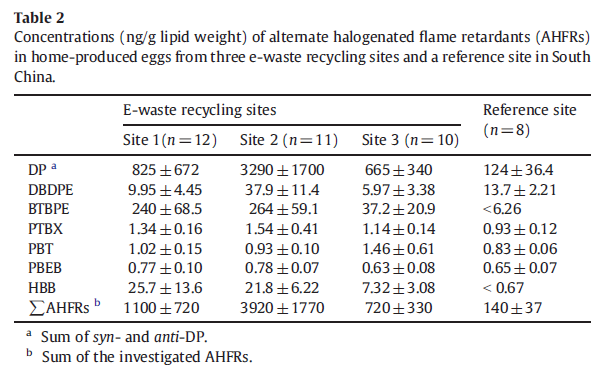 Table 2
Concentrations (ng/g lipid weight) of alternate halogenated flame retardants (AHFRs)
in home-produced eggs from three e-waste recycling sites and a reference site in South
China.
E-waste recycling sites Reference site
(n=8)
Site 1 (n=12) Site 2 (n=11) Site 3 (n=10)
DP a 825±672 3290±1700 665±340 124±36.4
DBDPE 9.95±4.45 37.9±11.4 5.97±3.38 13.7±2.21
BTBPE 240±68.5 264±59.1 37.2±20.9 <6.26
PTBX 1.34±0.16 1.54±0.41 1.14±0.14 0.93±0.12
PBT 1.02±0.15 0.93±0.10 1.46±0.61 0.83±0.06
PBEB 0.77±0.10 0.78±0.07 0.63±0.08 0.65±0.07
HBB 25.7±13.6 21.8±6.22 7.32±3.08 <0.67
∑AHFRs b 1100±720 3920±1770 720±330 140±37
a Sum of syn- and anti-DP.
b Sum of the investigated AHFRs.